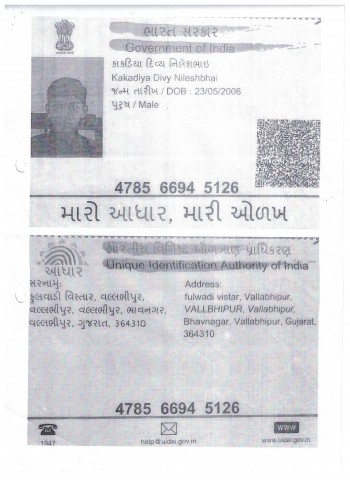 ભારત સરકાર
Government of India
કાકડિયા દિવ્ય નિલેશભાઇ
Kakadiya Divy Nileshbhai
જન્મ તારીખ / DOB : 23/05/2006
પુરુષ / Male
4785 6694 5126
મારો આધાર, મારી ઓળખ
ભારતીય વિશિષ્ટ ઓળખાણ પ્રાધિકરણ
Unique Identification Authority of India
આધાર
સરનામું:
ફુલવાડી વિસ્તાર, વલ્લભીપુર,
વલ્લભીપુર, વલ્લભીપુર, ભાવનગર,
વલ્લભીપુર, ગુજરાત, 364310
Address:
fulwadi vistar, Vallabhipur,
VALLBHIPUR, Vallabhipur,
Bhavnagar, Vallabhipur, Gujarat,
364310
4785 6694 5126
1947
help@uidai.gov.in
www
www.uidai.gov.in